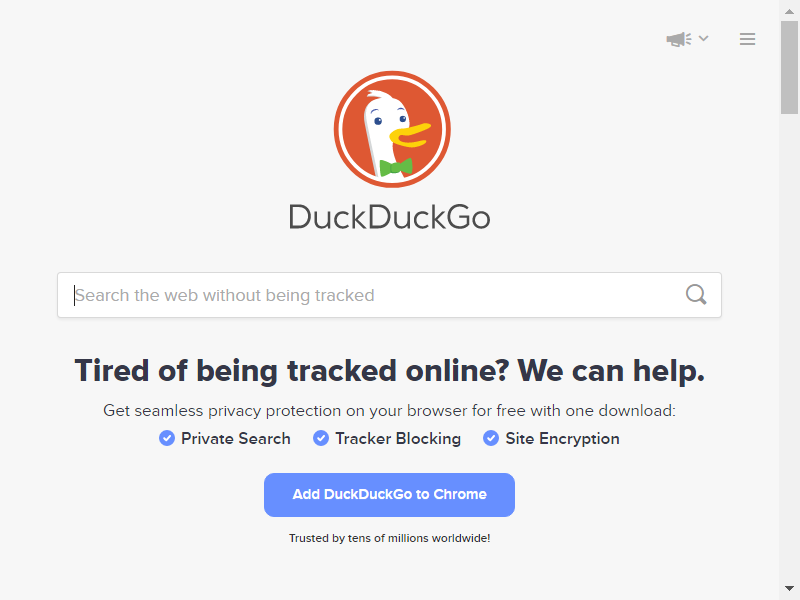 DuckDuckGo
Search the web without being tracked
Tired of being tracked online? We can help.
Get seamless privacy protection on your browser for free with one download:
Private Search Tracker Blocking Site Encryption
Add DuckDuckGo to Chrome
Trusted by tens of millions worldwide!